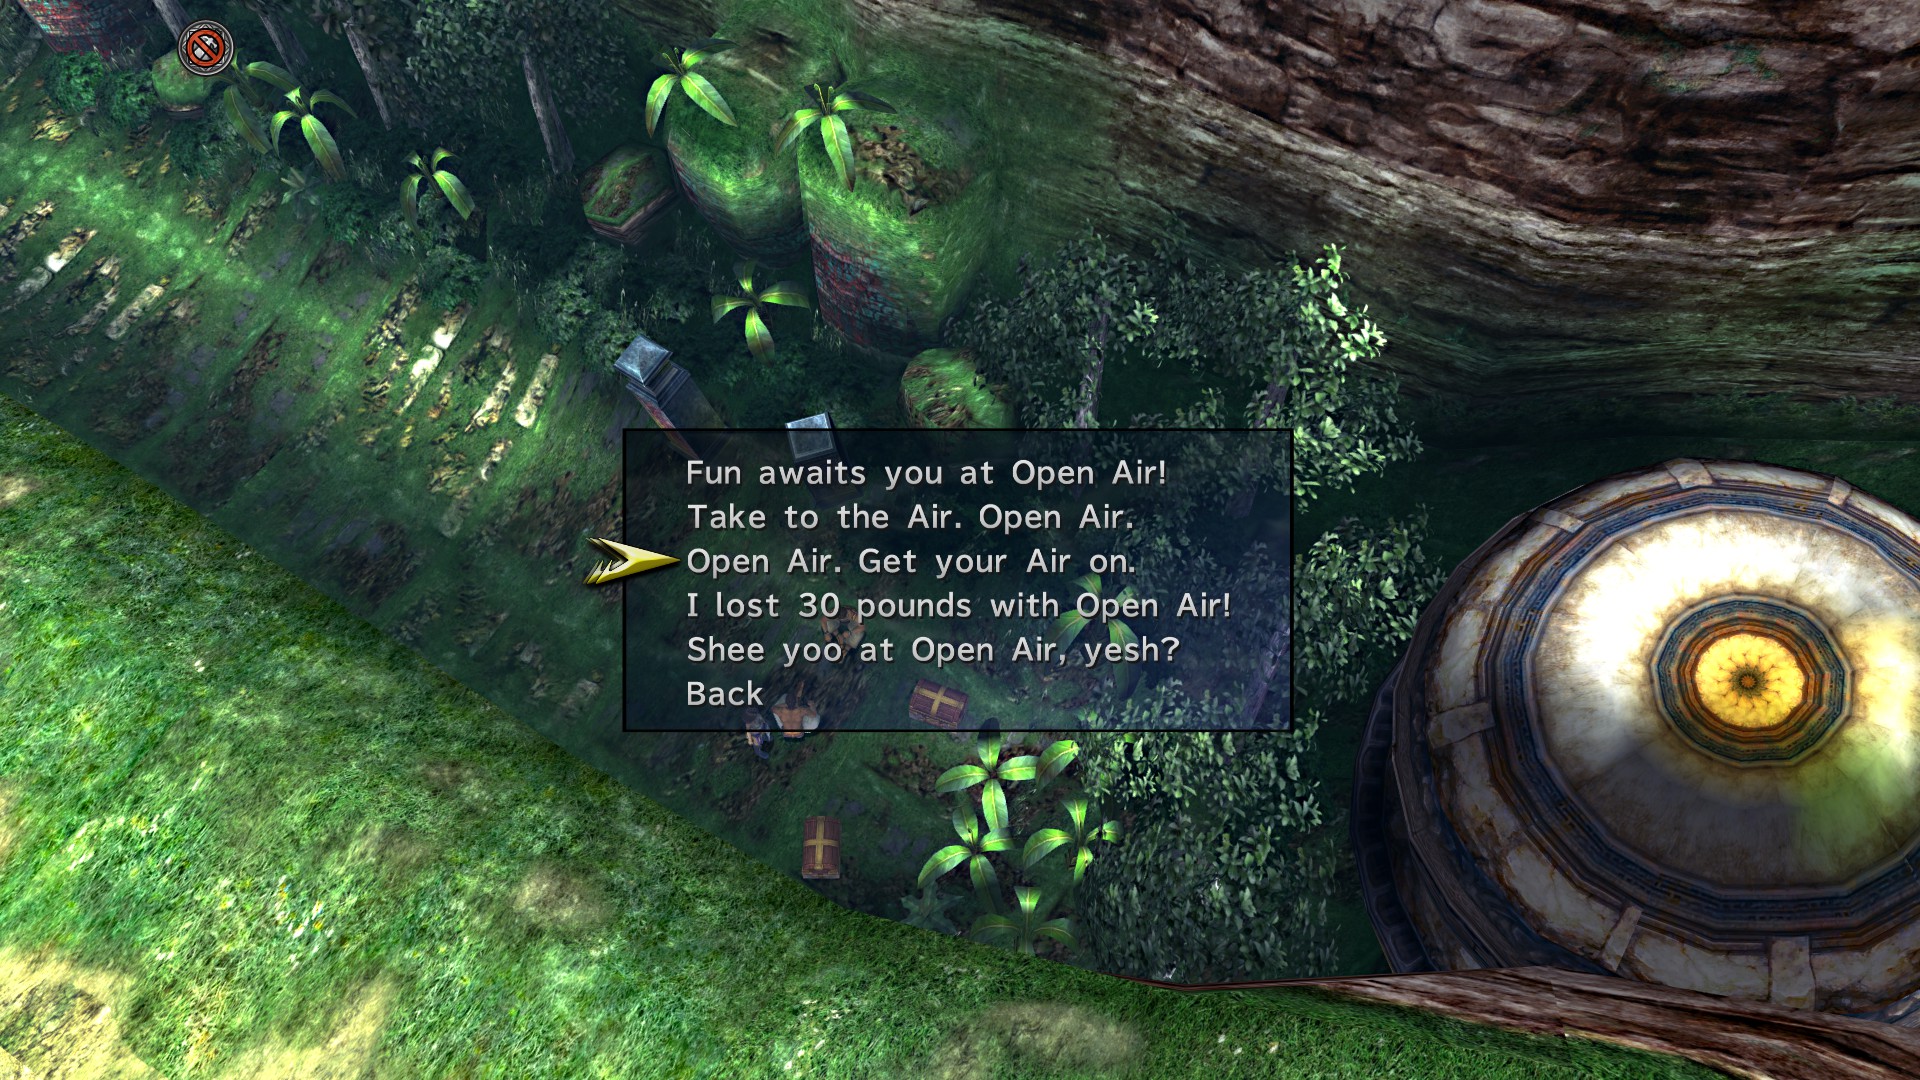 Fun awaits you at Open Air!
Take to the Air. Open Air.
Open Air. Get your Air on.
I lost 30 pounds with Open Air!
Shee yoo at Open Air, yesh?
Back